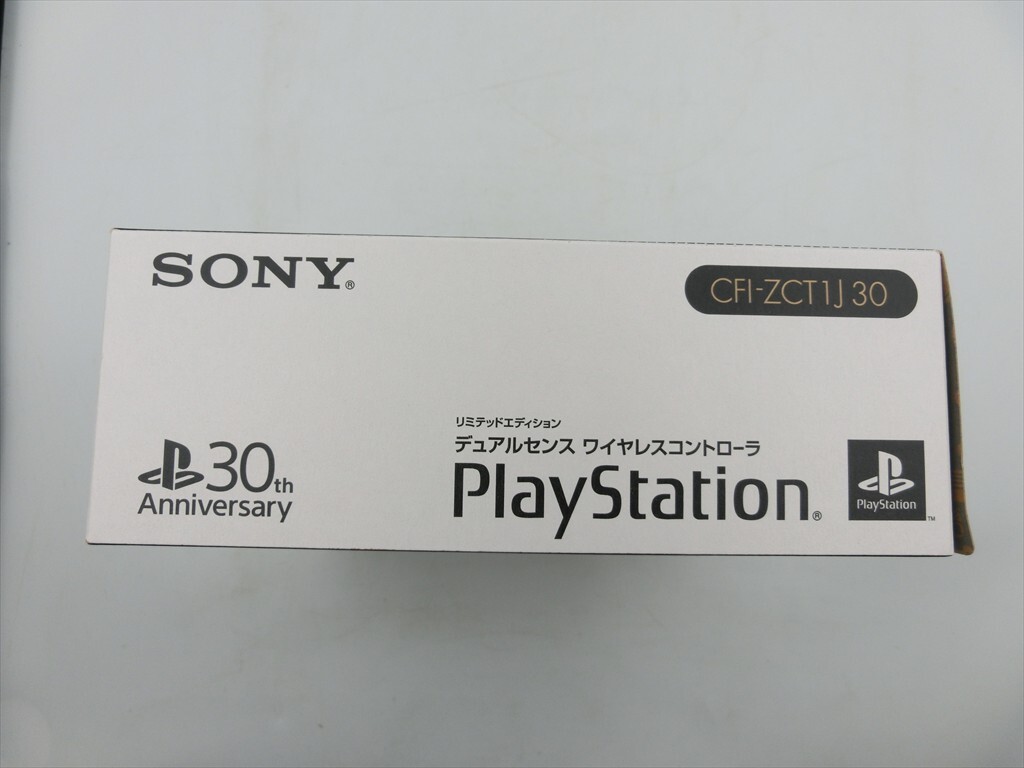 SONY®
CFI-ZCT1J 30
リミテッドエディション
デュアルセンス ワイヤレスコントローラ
PlayStation®
30th
Anniversary
PlayStation™